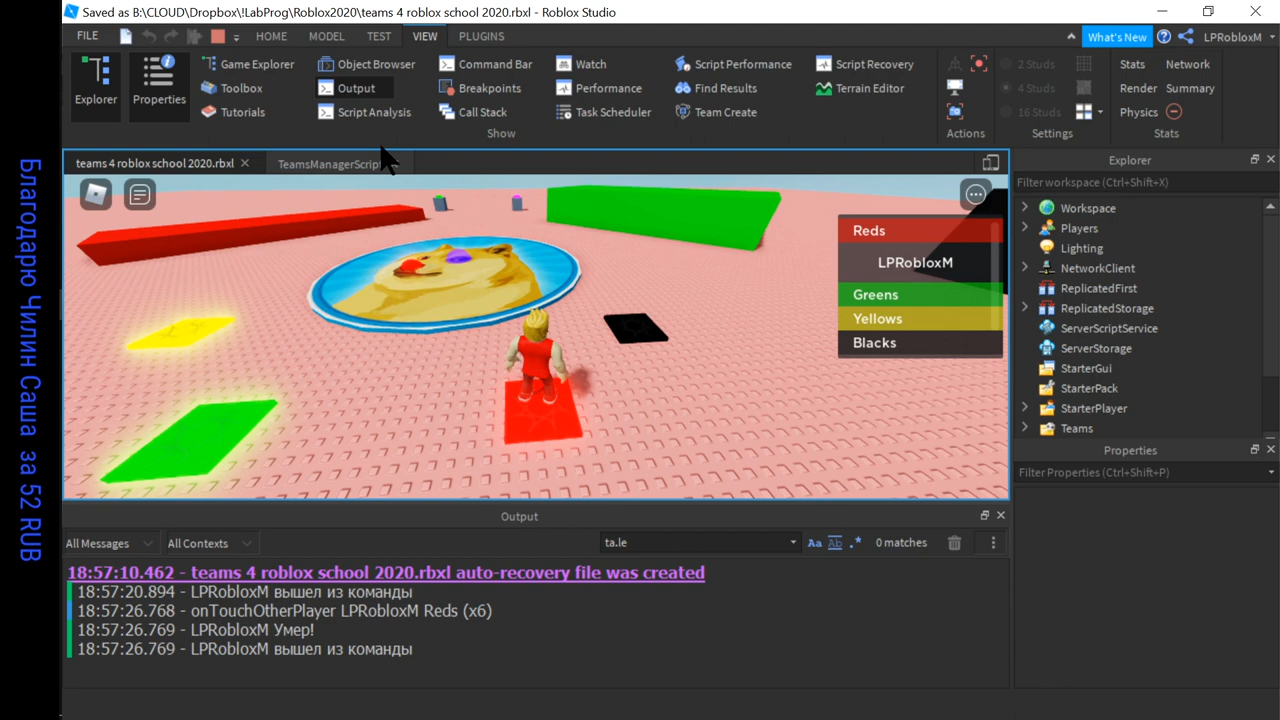 Saved as B:\CLOUD\Dropbox\!LabProg\Roblox2020\teams 4 roblox school 2020.rbxl - Roblox Studio
FILE HOME MODEL TEST VIEW PLUGINS What's New LPRobloxM
Explorer
Properties
Game Explorer
Toolbox
Tutorials
Object Browser
Output
Script Analysis
Command Bar
Breakpoints
Call Stack
Watch
Performance
Task Scheduler
Script Performance
Find Results
Team Create
Script Recovery
Terrain Editor
Show
Actions
2 Studs
4 Studs
16 Studs
Settings
Stats Network
Render Summary
Physics
Stats
teams 4 roblox school 2020.rbxl
TeamsManagerScript
Reds
LPRobloxM
Greens
Yellows
Blacks
Explorer
Filter workspace (Ctrl+Shift+X)
Workspace
Players
Lighting
NetworkClient
ReplicatedFirst
ReplicatedStorage
ServerScriptService
ServerStorage
StarterGui
StarterPack
StarterPlayer
Teams
Properties
Filter Properties (Ctrl+Shift+P)
Output
All Messages All Contexts ta.le Aa Ab .* 0 matches
18:57:10.462 - teams 4 roblox school 2020.rbxl auto-recovery file was created
18:57:20.894 - LPRobloxM вышел из команды
18:57:26.768 - onTouchOtherPlayer LPRobloxM Reds (x6)
18:57:26.769 - LPRobloxM Умер!
18:57:26.769 - LPRobloxM вышел из команды
Благодарю Чилин Саша за 52 RUB